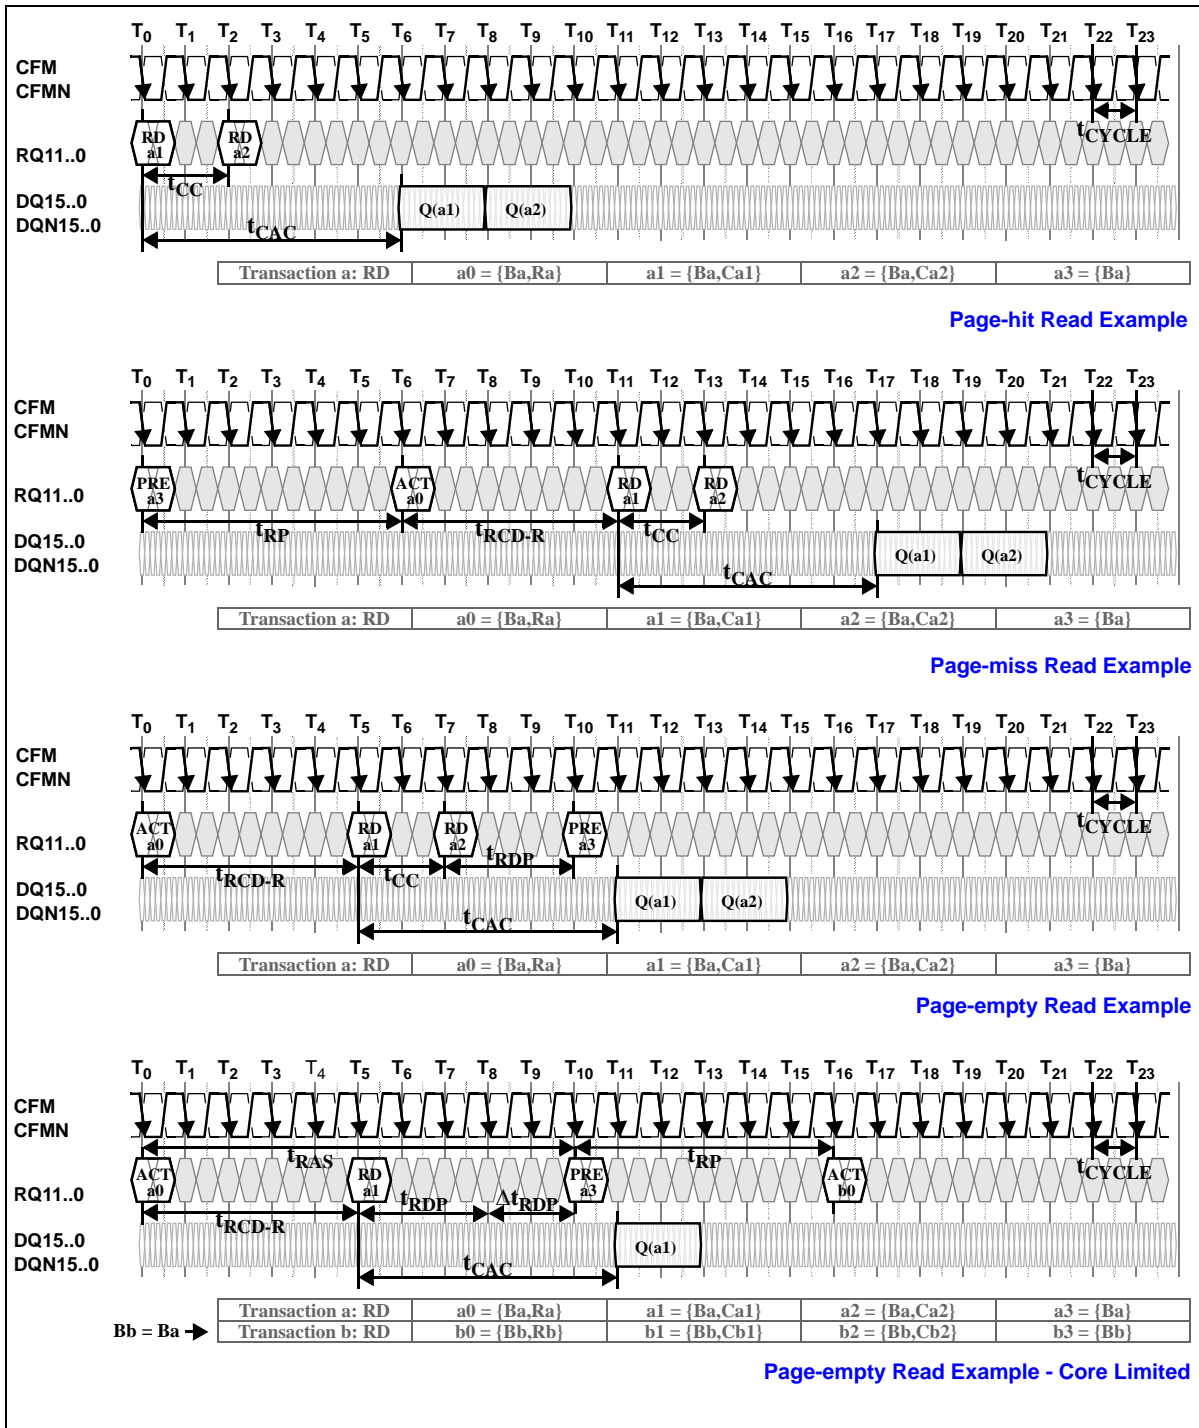 T0 T1 T2 T3 T4 T5 T6 T7 T8 T9 T10 T11 T12 T13 T14 T15 T16 T17 T18 T19 T20 T21 T22 T23
CFM
CFMN
tCYCLE
RQ11..0
RD a1
RD a2
tCC
DQ15..0
DQN15..0
Q(a1) Q(a2)
tCAC
Transaction a: RD a0 = {Ba,Ra} a1 = {Ba,Ca1} a2 = {Ba,Ca2} a3 = {Ba}
Page-hit Read Example
T0 T1 T2 T3 T4 T5 T6 T7 T8 T9 T10 T11 T12 T13 T14 T15 T16 T17 T18 T19 T20 T21 T22 T23
CFM
CFMN
tCYCLE
RQ11..0
PRE a3
ACT a0
RD a1
RD a2
tRP tRCD-R tCC
DQ15..0
DQN15..0
Q(a1) Q(a2)
tCAC
Transaction a: RD a0 = {Ba,Ra} a1 = {Ba,Ca1} a2 = {Ba,Ca2} a3 = {Ba}
Page-miss Read Example
T0 T1 T2 T3 T4 T5 T6 T7 T8 T9 T10 T11 T12 T13 T14 T15 T16 T17 T18 T19 T20 T21 T22 T23
CFM
CFMN
tCYCLE
RQ11..0
ACT a0
RD a1
RD a2
PRE a3
tRCD-R tCC tRDP
DQ15..0
DQN15..0
Q(a1) Q(a2)
tCAC
Transaction a: RD a0 = {Ba,Ra} a1 = {Ba,Ca1} a2 = {Ba,Ca2} a3 = {Ba}
Page-empty Read Example
T0 T1 T2 T3 T4 T5 T6 T7 T8 T9 T10 T11 T12 T13 T14 T15 T16 T17 T18 T19 T20 T21 T22 T23
CFM
CFMN
tRAS tRP tCYCLE
RQ11..0
ACT a0
RD a1
PRE a3
ACT b0
tRCD-R tRDP ΔtRDP
DQ15..0
DQN15..0
Q(a1)
tCAC
Transaction a: RD a0 = {Ba,Ra} a1 = {Ba,Ca1} a2 = {Ba,Ca2} a3 = {Ba}
Bb = Ba Transaction b: RD b0 = {Bb,Rb} b1 = {Bb,Cb1} b2 = {Bb,Cb2} b3 = {Bb}
Page-empty Read Example - Core Limited